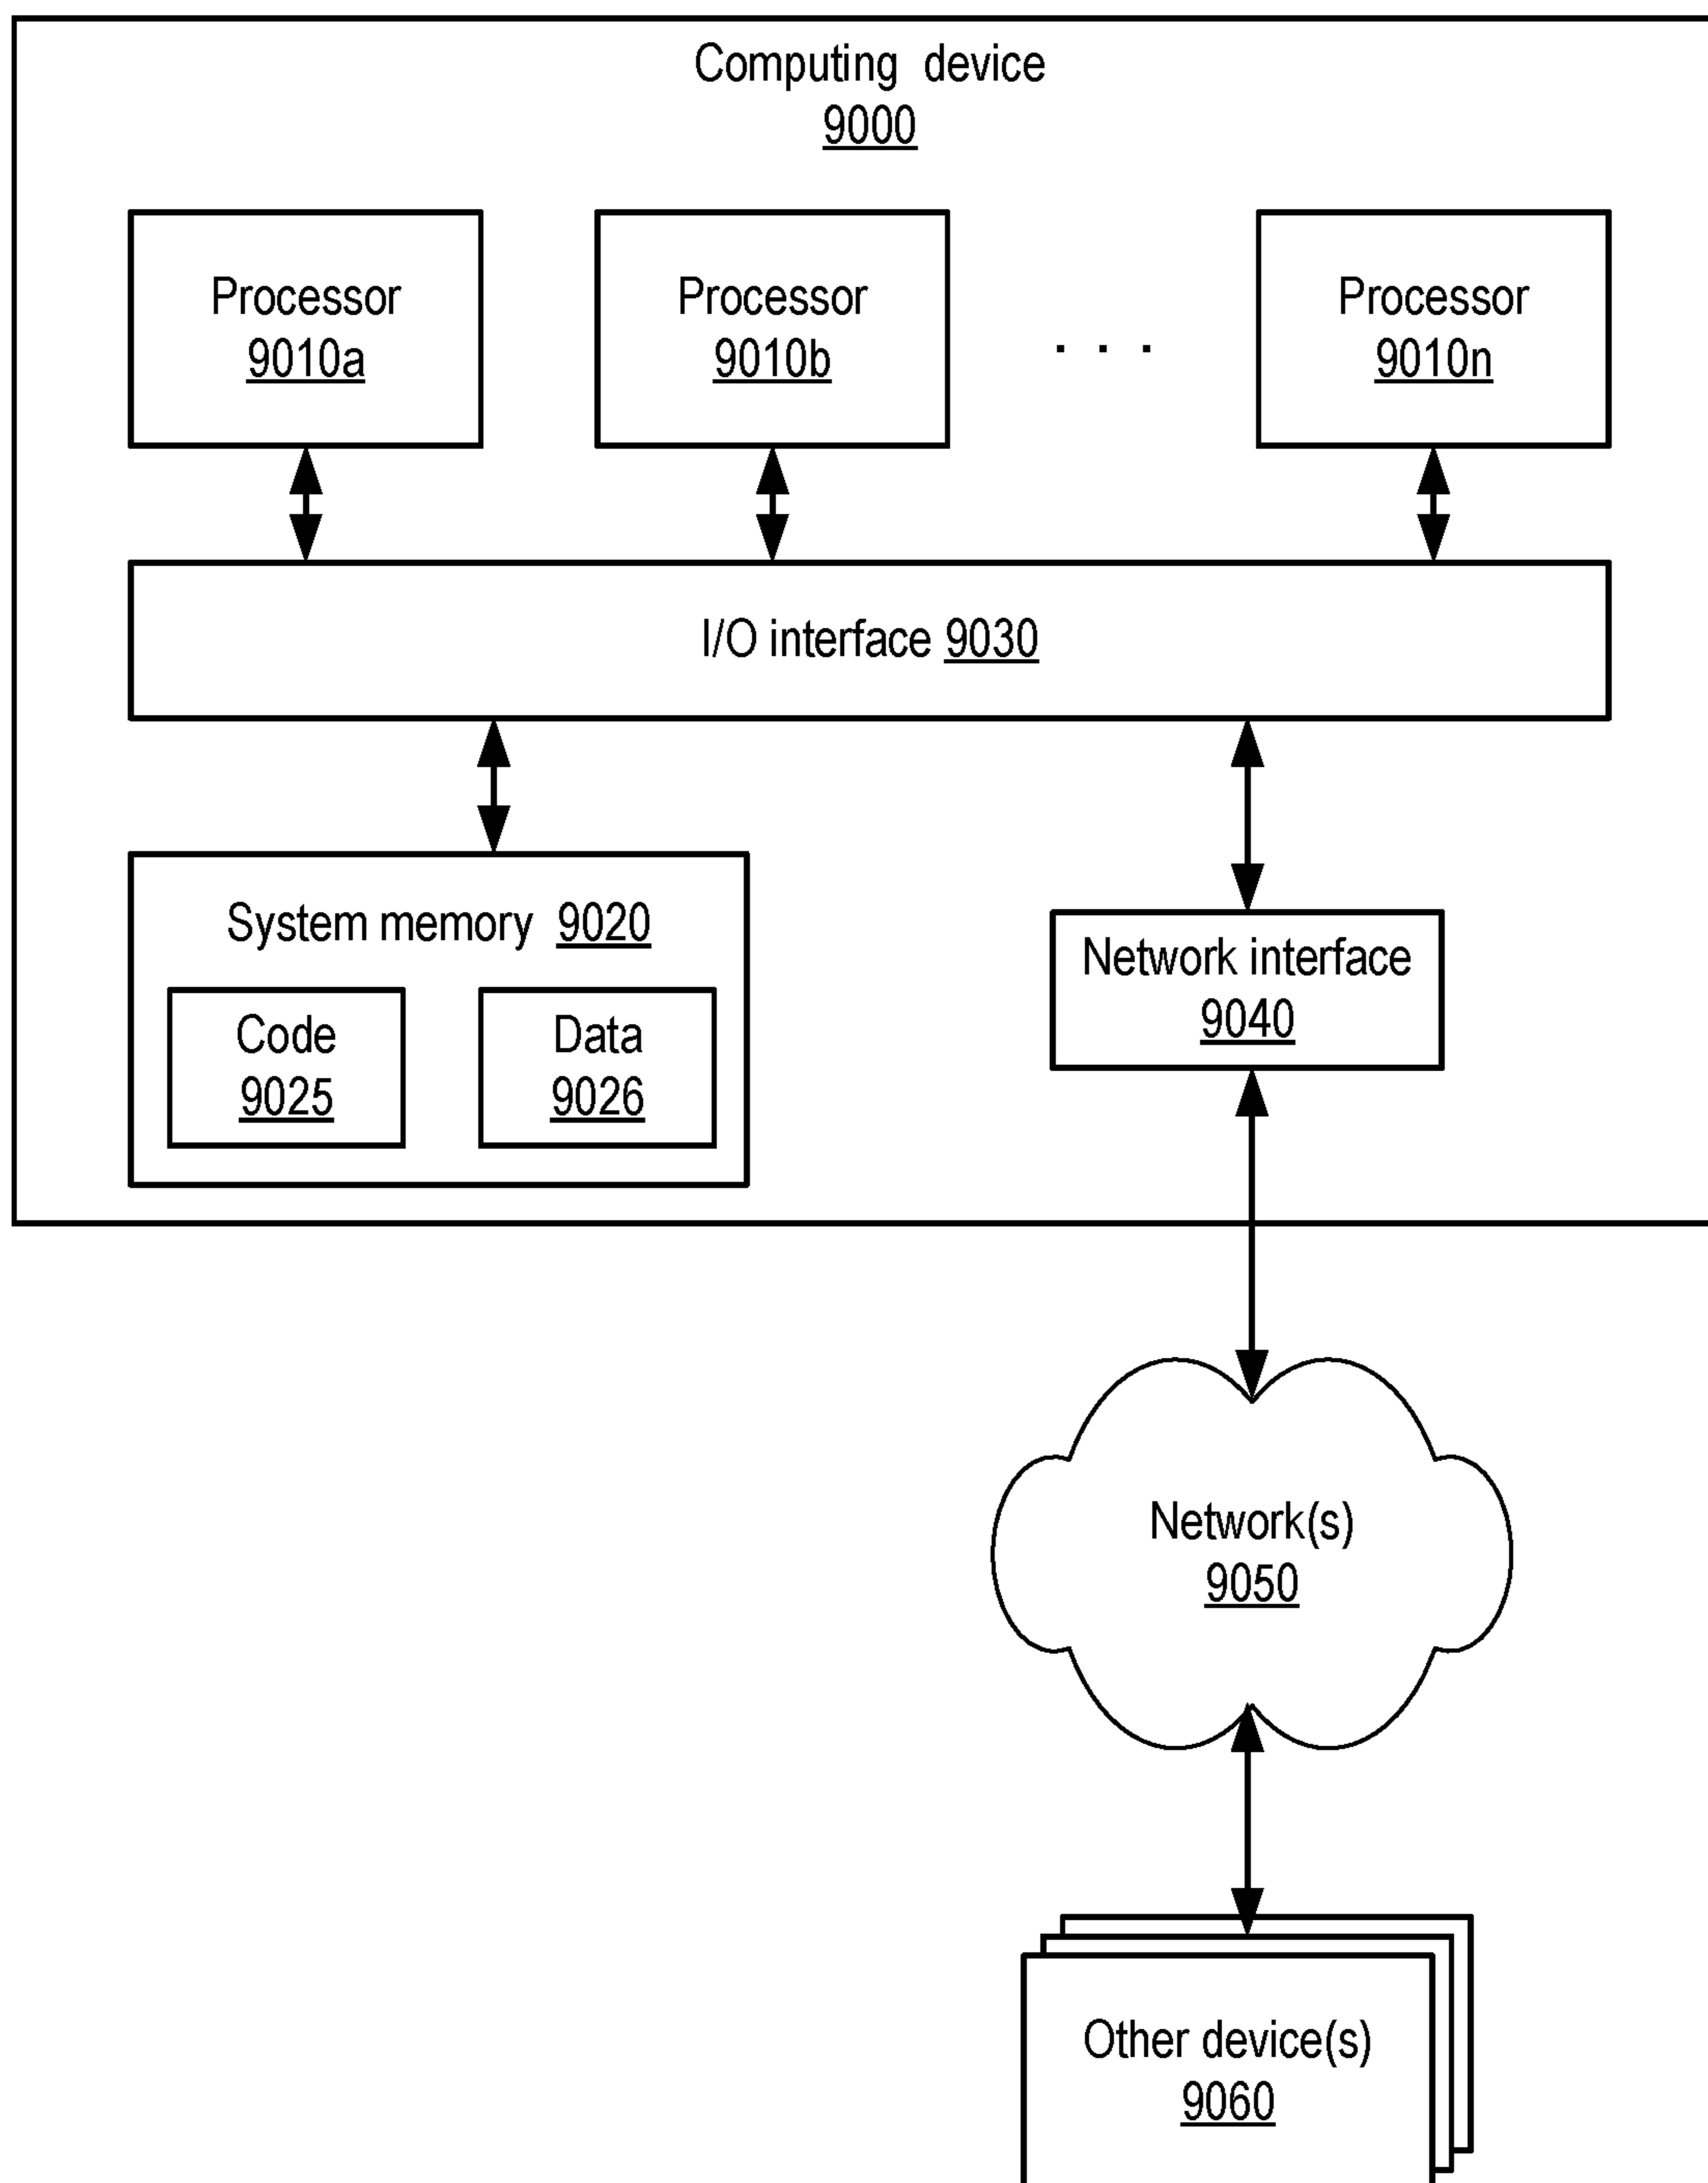 Computing device
9000
Processor
9010a
Processor
9010b
. . .
Processor
9010n
I/O interface 9030
System memory 9020
Code
9025
Data
9026
Network interface
9040
Network(s)
9050
Other device(s)
9060